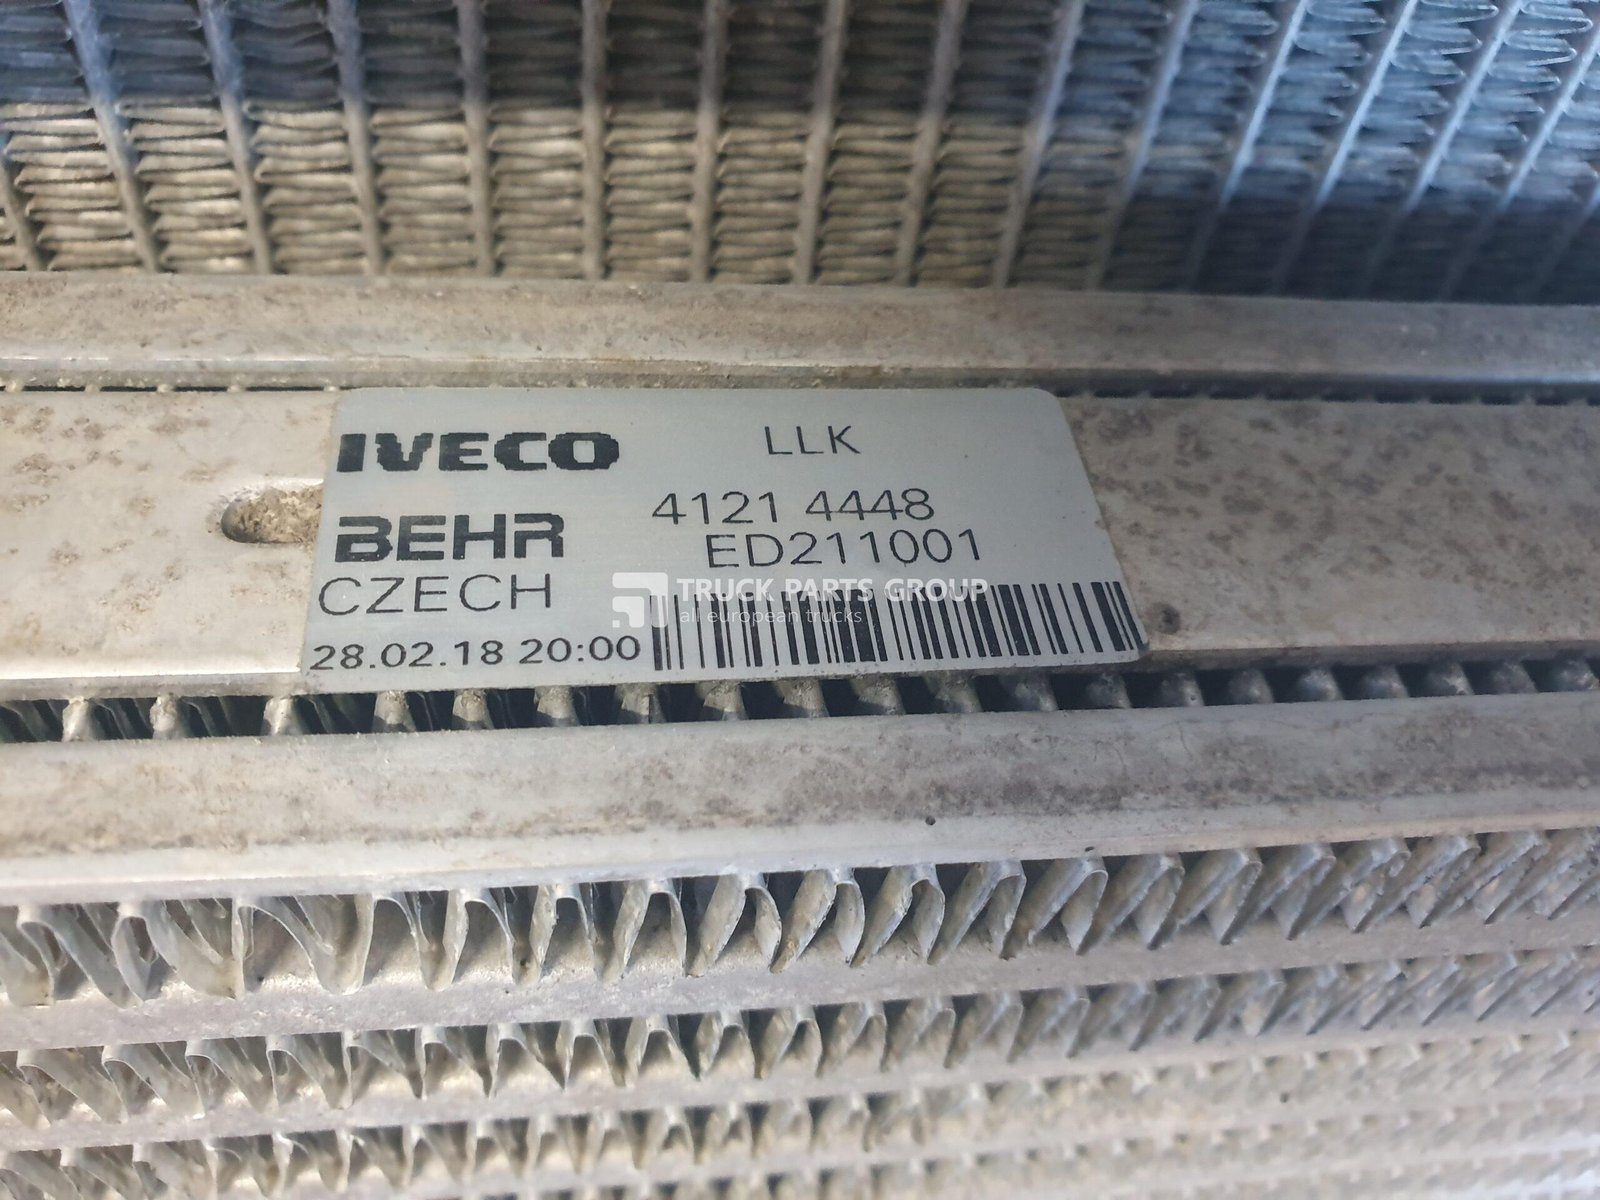 IVECO LLK
BEHR 4121 4448
CZECH ED211001
28.02.18 20:00
TRUCK PARTS GROUP
all european trucks